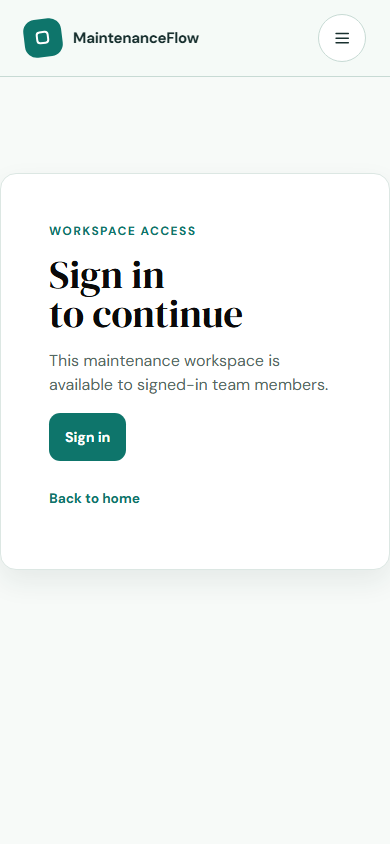 MaintenanceFlow
WORKSPACE ACCESS
Sign in
to continue
This maintenance workspace is
available to signed-in team members.
Sign in
Back to home